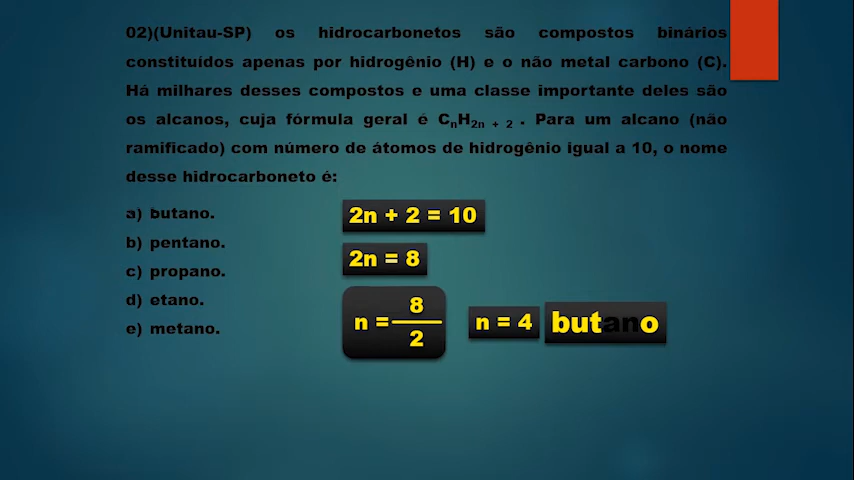 02)(Unitau-SP) os hidrocarbonetos são compostos binários
constituídos apenas por hidrogênio (H) e o não metal carbono (C).
Há milhares desses compostos e uma classe importante deles são
os alcanos, cuja fórmula geral é CnH2n + 2 . Para um alcano (não
ramificado) com número de átomos de hidrogênio igual a 10, o nome
desse hidrocarboneto é:
a) butano.
b) pentano.
c) propano.
d) etano.
e) metano.
2n + 2 = 10
2n = 8
n = 8/2
n = 4
butano